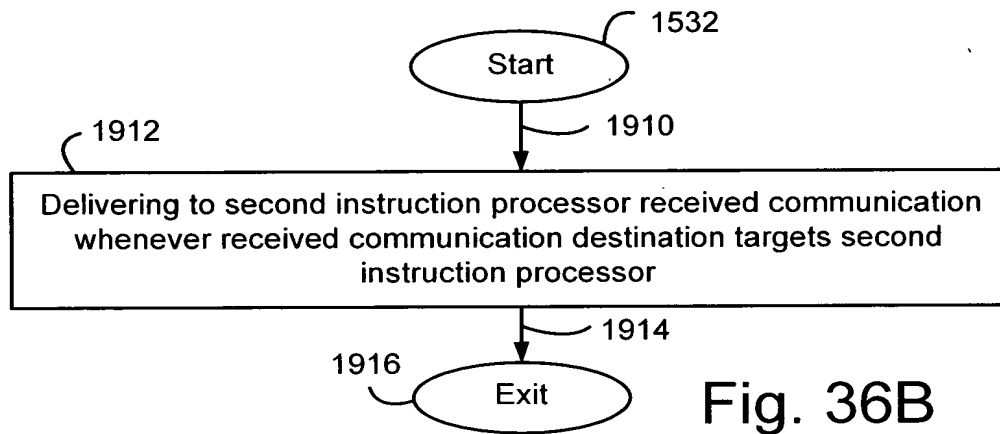 1532
Start
1910
1912
Delivering to second instruction processor received communication
whenever received communication destination targets second
instruction processor
1914
1916
Exit
Fig. 36B